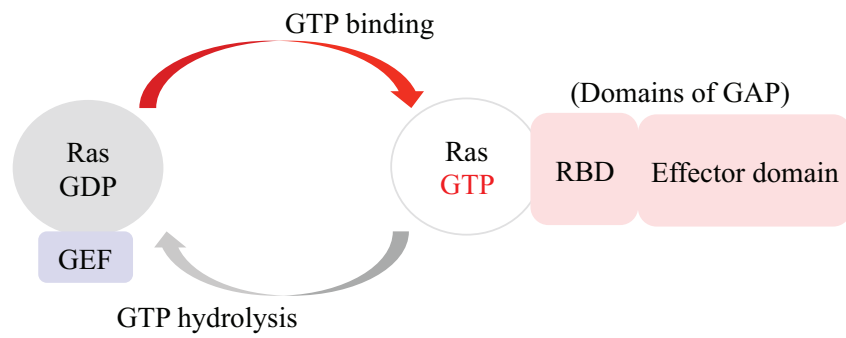 GTP binding
(Domains of GAP)
Ras
GDP
Ras
GTP
RBD
Effector domain
GEF
GTP hydrolysis